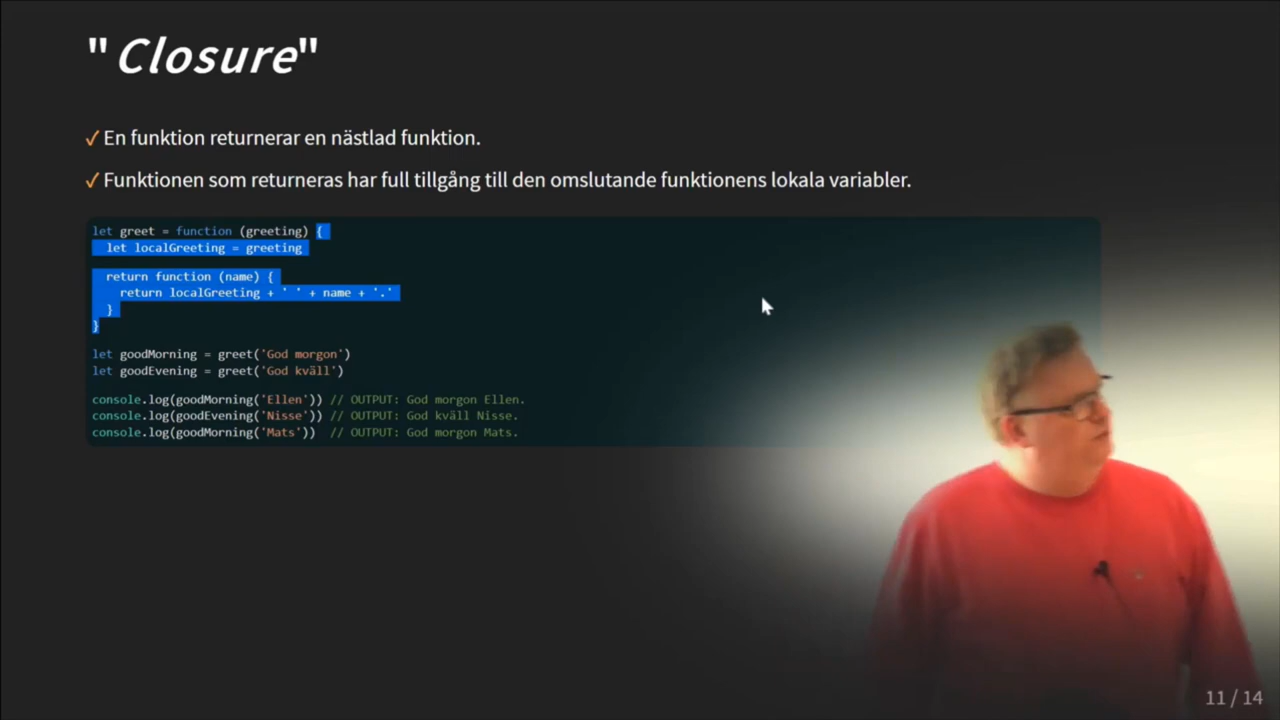 "Closure"
✓ En funktion returnerar en nästlad funktion.
✓ Funktionen som returneras har full tillgång till den omslutande funktionens lokala variabler.
let greet = function (greeting) {
  let localGreeting = greeting
  return function (name) {
    return localGreeting + ' ' + name + '.'
  }
}
let goodMorning = greet('God morgon')
let goodEvening = greet('God kväll')
console.log(goodMorning('Ellen')) // OUTPUT: God morgon Ellen.
console.log(goodEvening('Nisse')) // OUTPUT: God kväll Nisse.
console.log(goodMorning('Mats'))  // OUTPUT: God morgon Mats.
11 / 14